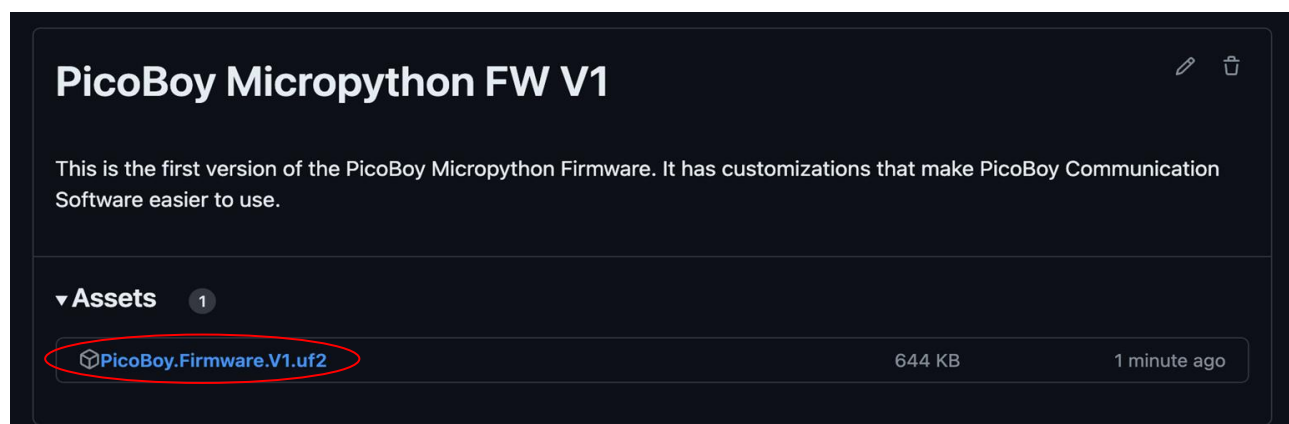 PicoBoy Micropython FW V1
This is the first version of the PicoBoy Micropython Firmware. It has customizations that make PicoBoy Communication
Software easier to use.
Assets 1
PicoBoy.Firmware.V1.uf2 644 KB 1 minute ago